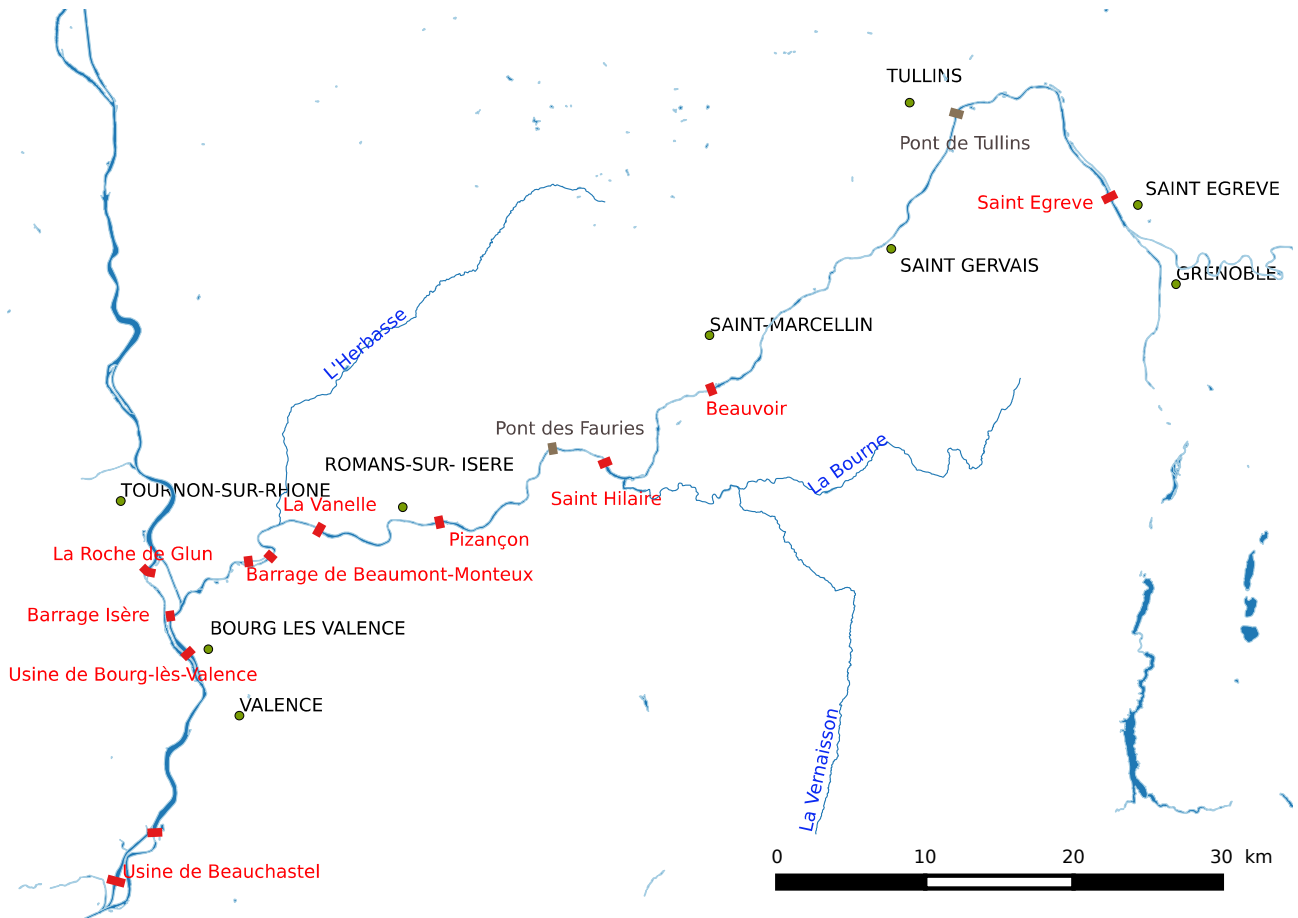 TULLINS
Pont de Tullins
SAINT EGREVE
Saint Egreve
SAINT GERVAIS
GRENOBLE
L'Herbasse
SAINT-MARCELLIN
Beauvoir
Pont des Fauries
La Bourne
ROMANS-SUR- ISERE
TOURNON-SUR-RHONE
La Vanelle
Saint Hilaire
Pizançon
La Roche de Glun
Barrage de Beaumont-Monteux
Barrage Isère
BOURG LES VALENCE
Usine de Bourg-lès-Valence
VALENCE
La Vernaisson
0 10 20 30 km
Usine de Beauchastel